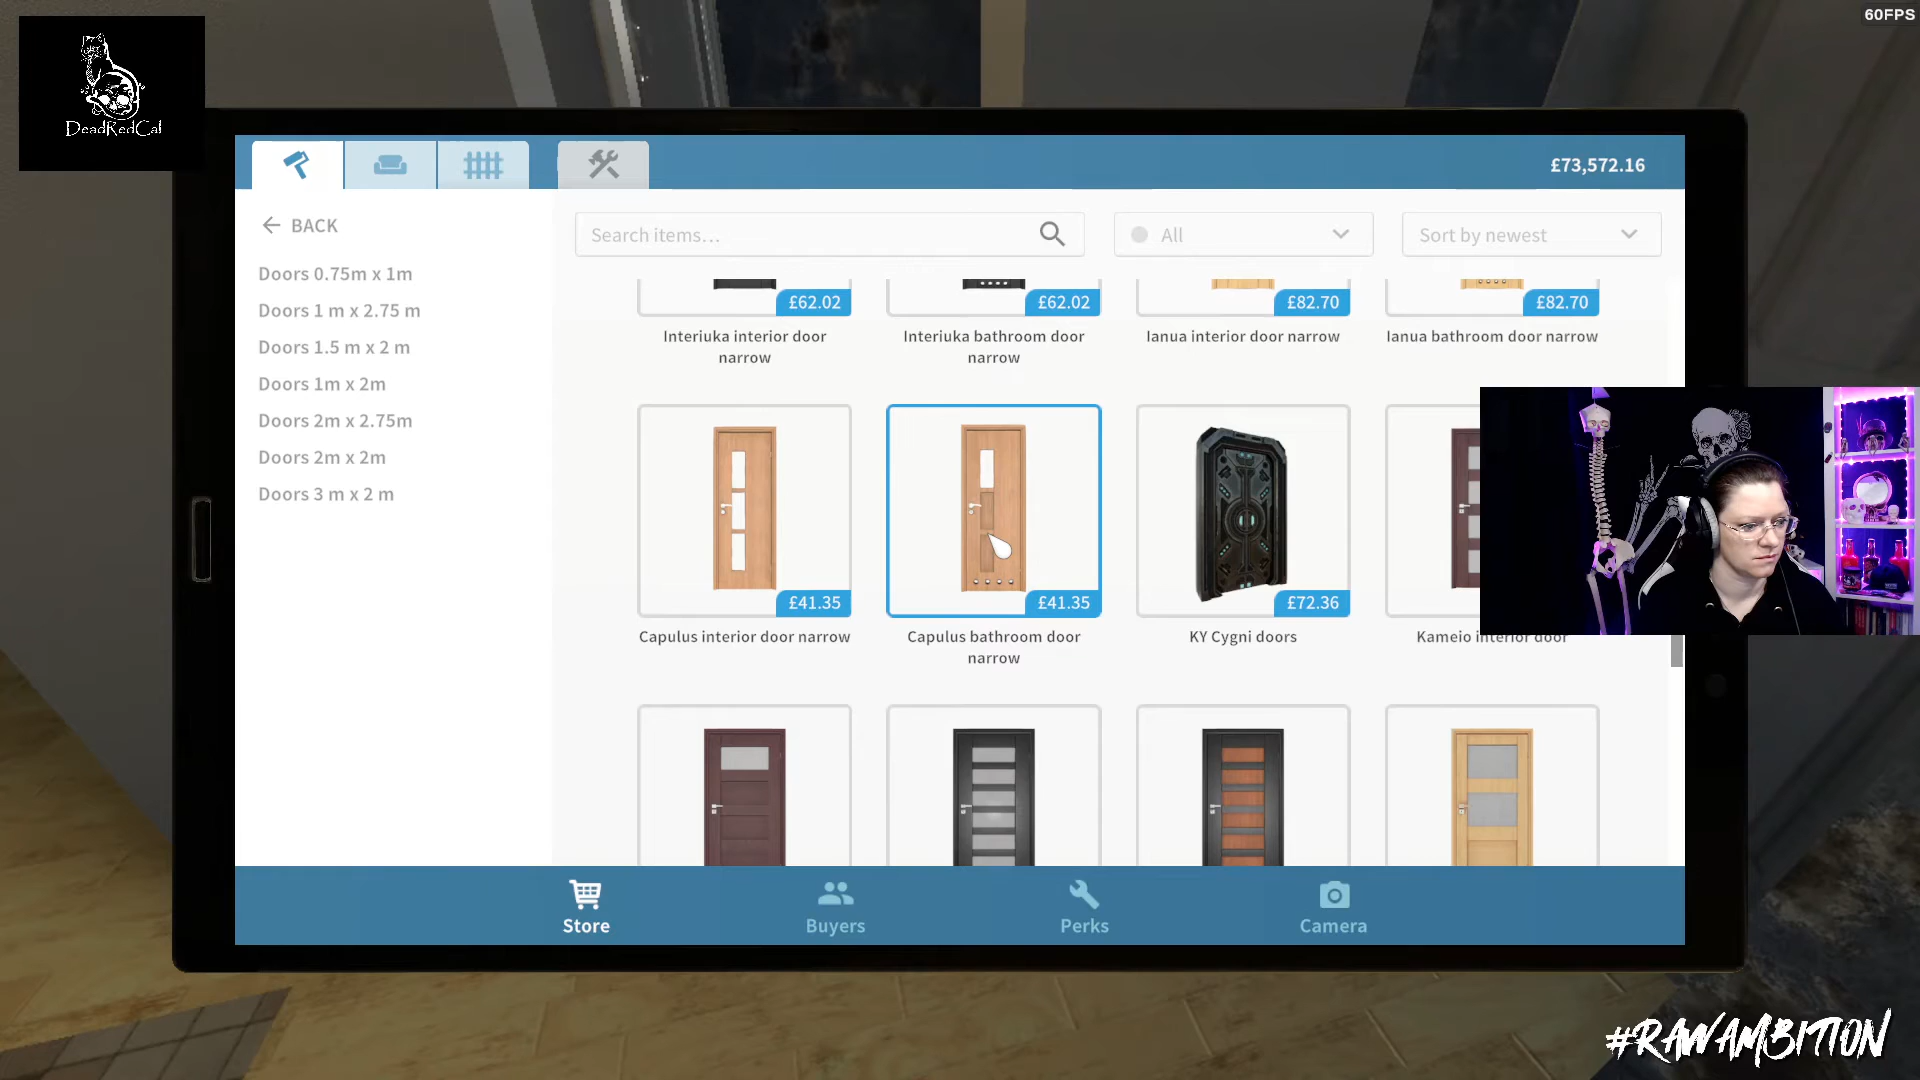 60FPS
DeadRedCal
£73,572.16
BACK
Search items...
All
Sort by newest
Doors 0.75m x 1m
Doors 1 m x 2.75 m
Doors 1.5 m x 2 m
Doors 1m x 2m
Doors 2m x 2.75m
Doors 2m x 2m
Doors 3 m x 2 m
£62.02
£62.02
£82.70
£82.70
Interiuka interior door
narrow
Interiuka bathroom door
narrow
Ianua interior door narrow
Ianua bathroom door narrow
£41.35
£41.35
£72.36
Capulus interior door narrow
Capulus bathroom door
narrow
KY Cygni doors
Kameio interior door
Store
Buyers
Perks
Camera
#RAWAMBITION